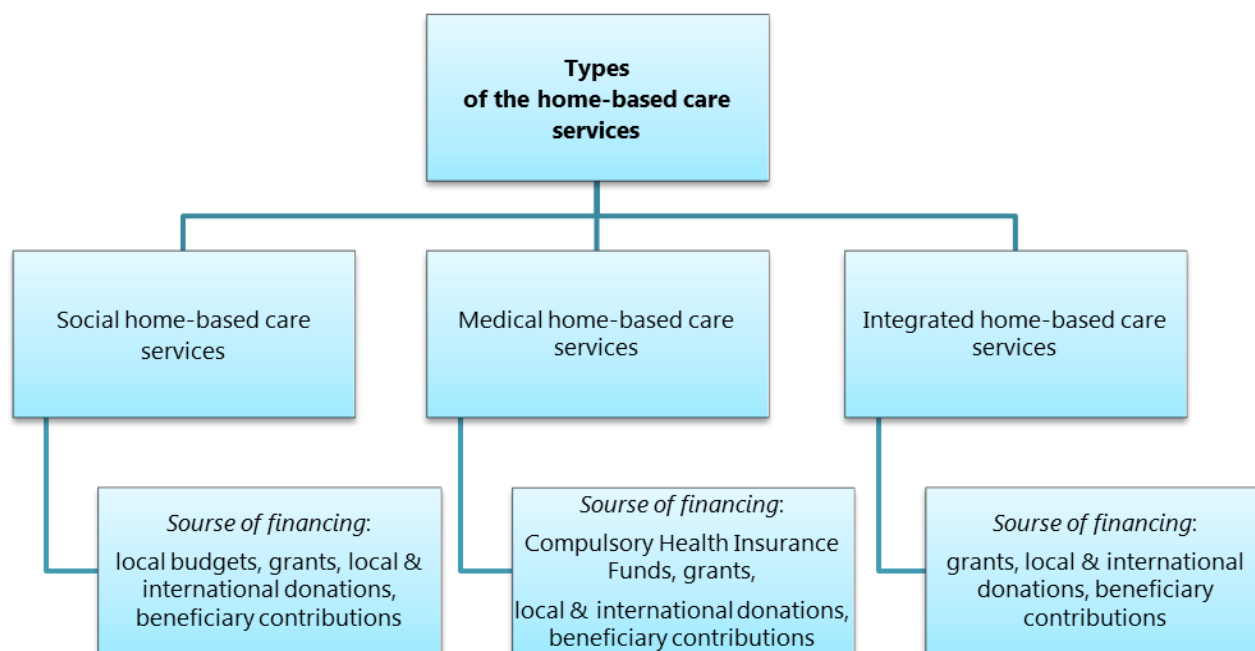 Types
of the home-based care
services
Social home-based care
services
Medical home-based care
services
Integrated home-based care
services
Sourse of financing:
local budgets, grants, local &
international donations,
beneficiary contributions
Sourse of financing:
Compulsory Health Insurance
Funds, grants,
local & international donations,
beneficiary contributions
Sourse of financing:
grants, local & international
donations, beneficiary
contributions